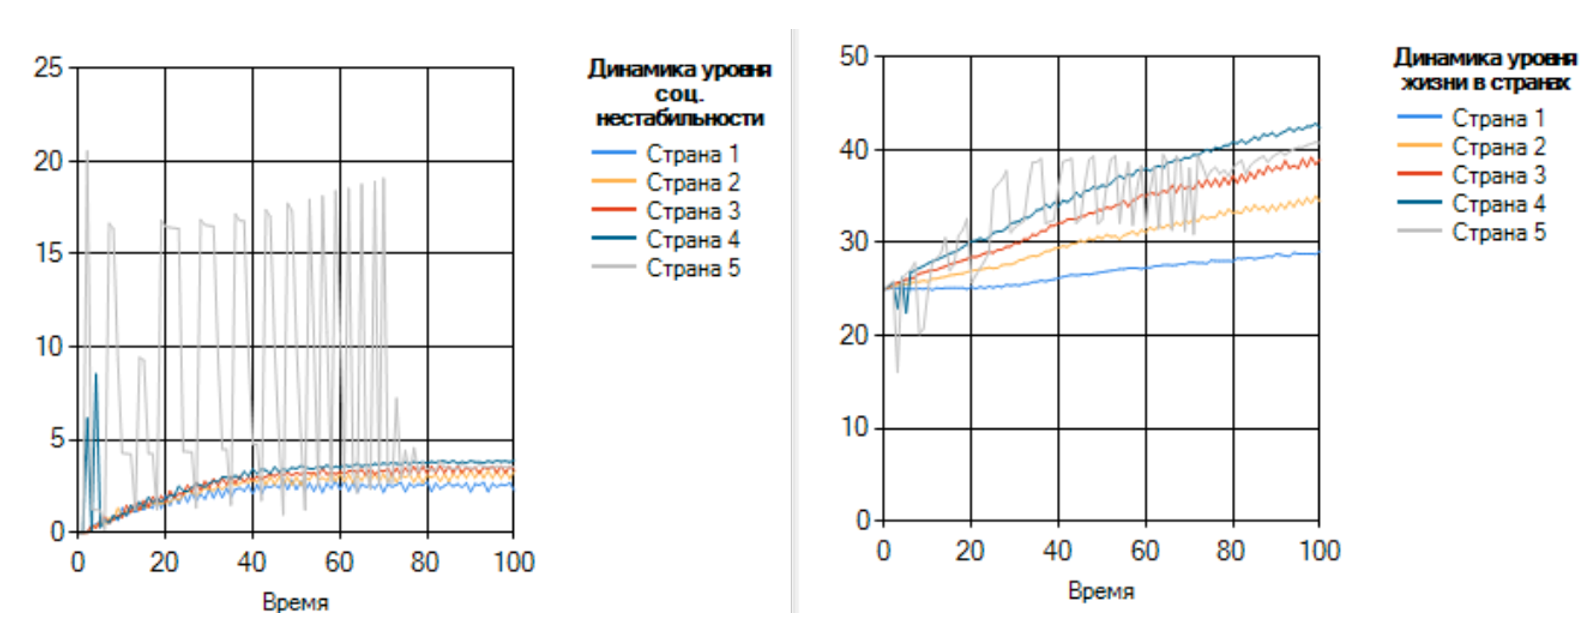 25
20
15
10
5
0
0 20 40 60 80 100
Время
Динамика уровня
соц.
нестабильности
Страна 1
Страна 2
Страна 3
Страна 4
Страна 5
50
40
30
20
10
0
0 20 40 60 80 100
Время
Динамика уровня
жизни в странах
Страна 1
Страна 2
Страна 3
Страна 4
Страна 5